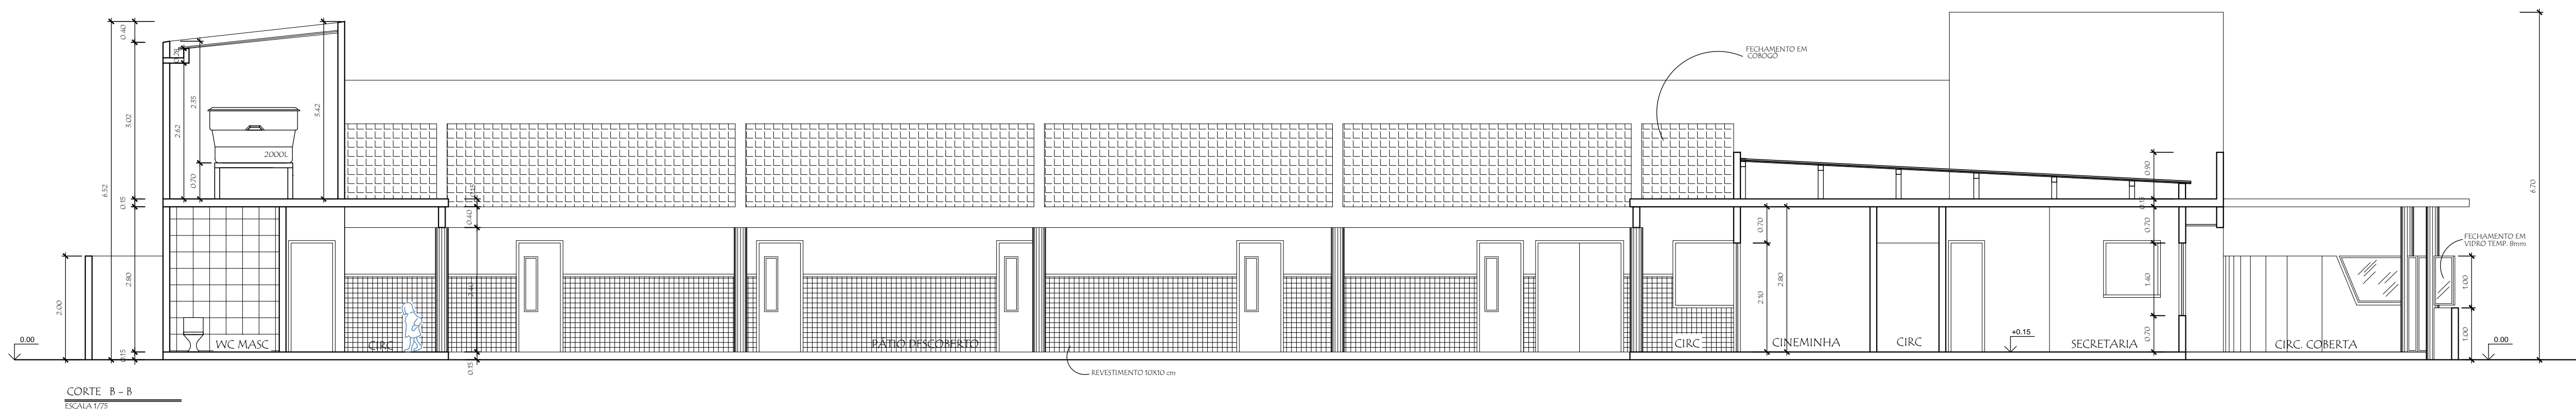 6.52
0.40
3.02
0.15
2.80
0.15
2.00
0.00
2.62
2.35
0.70
3.42
2000L
WC MASC
CIRC
0.15
0.40
2.40
0.15
PÁTIO DESCOBERTO
REVESTIMENTO 10X10 cm
FECHAMENTO EM
COBOGÓ
CIRC
0.70
2.10
2.80
CINEMINHA
CIRC
+0.15
SECRETARIA
0.90
0.15
0.70
1.40
0.70
CIRC. COBERTA
FECHAMENTO EM
VIDRO TEMP. 8mm
1.00
1.00
0.00
6.70
CORTE B - B
ESCALA 1/75